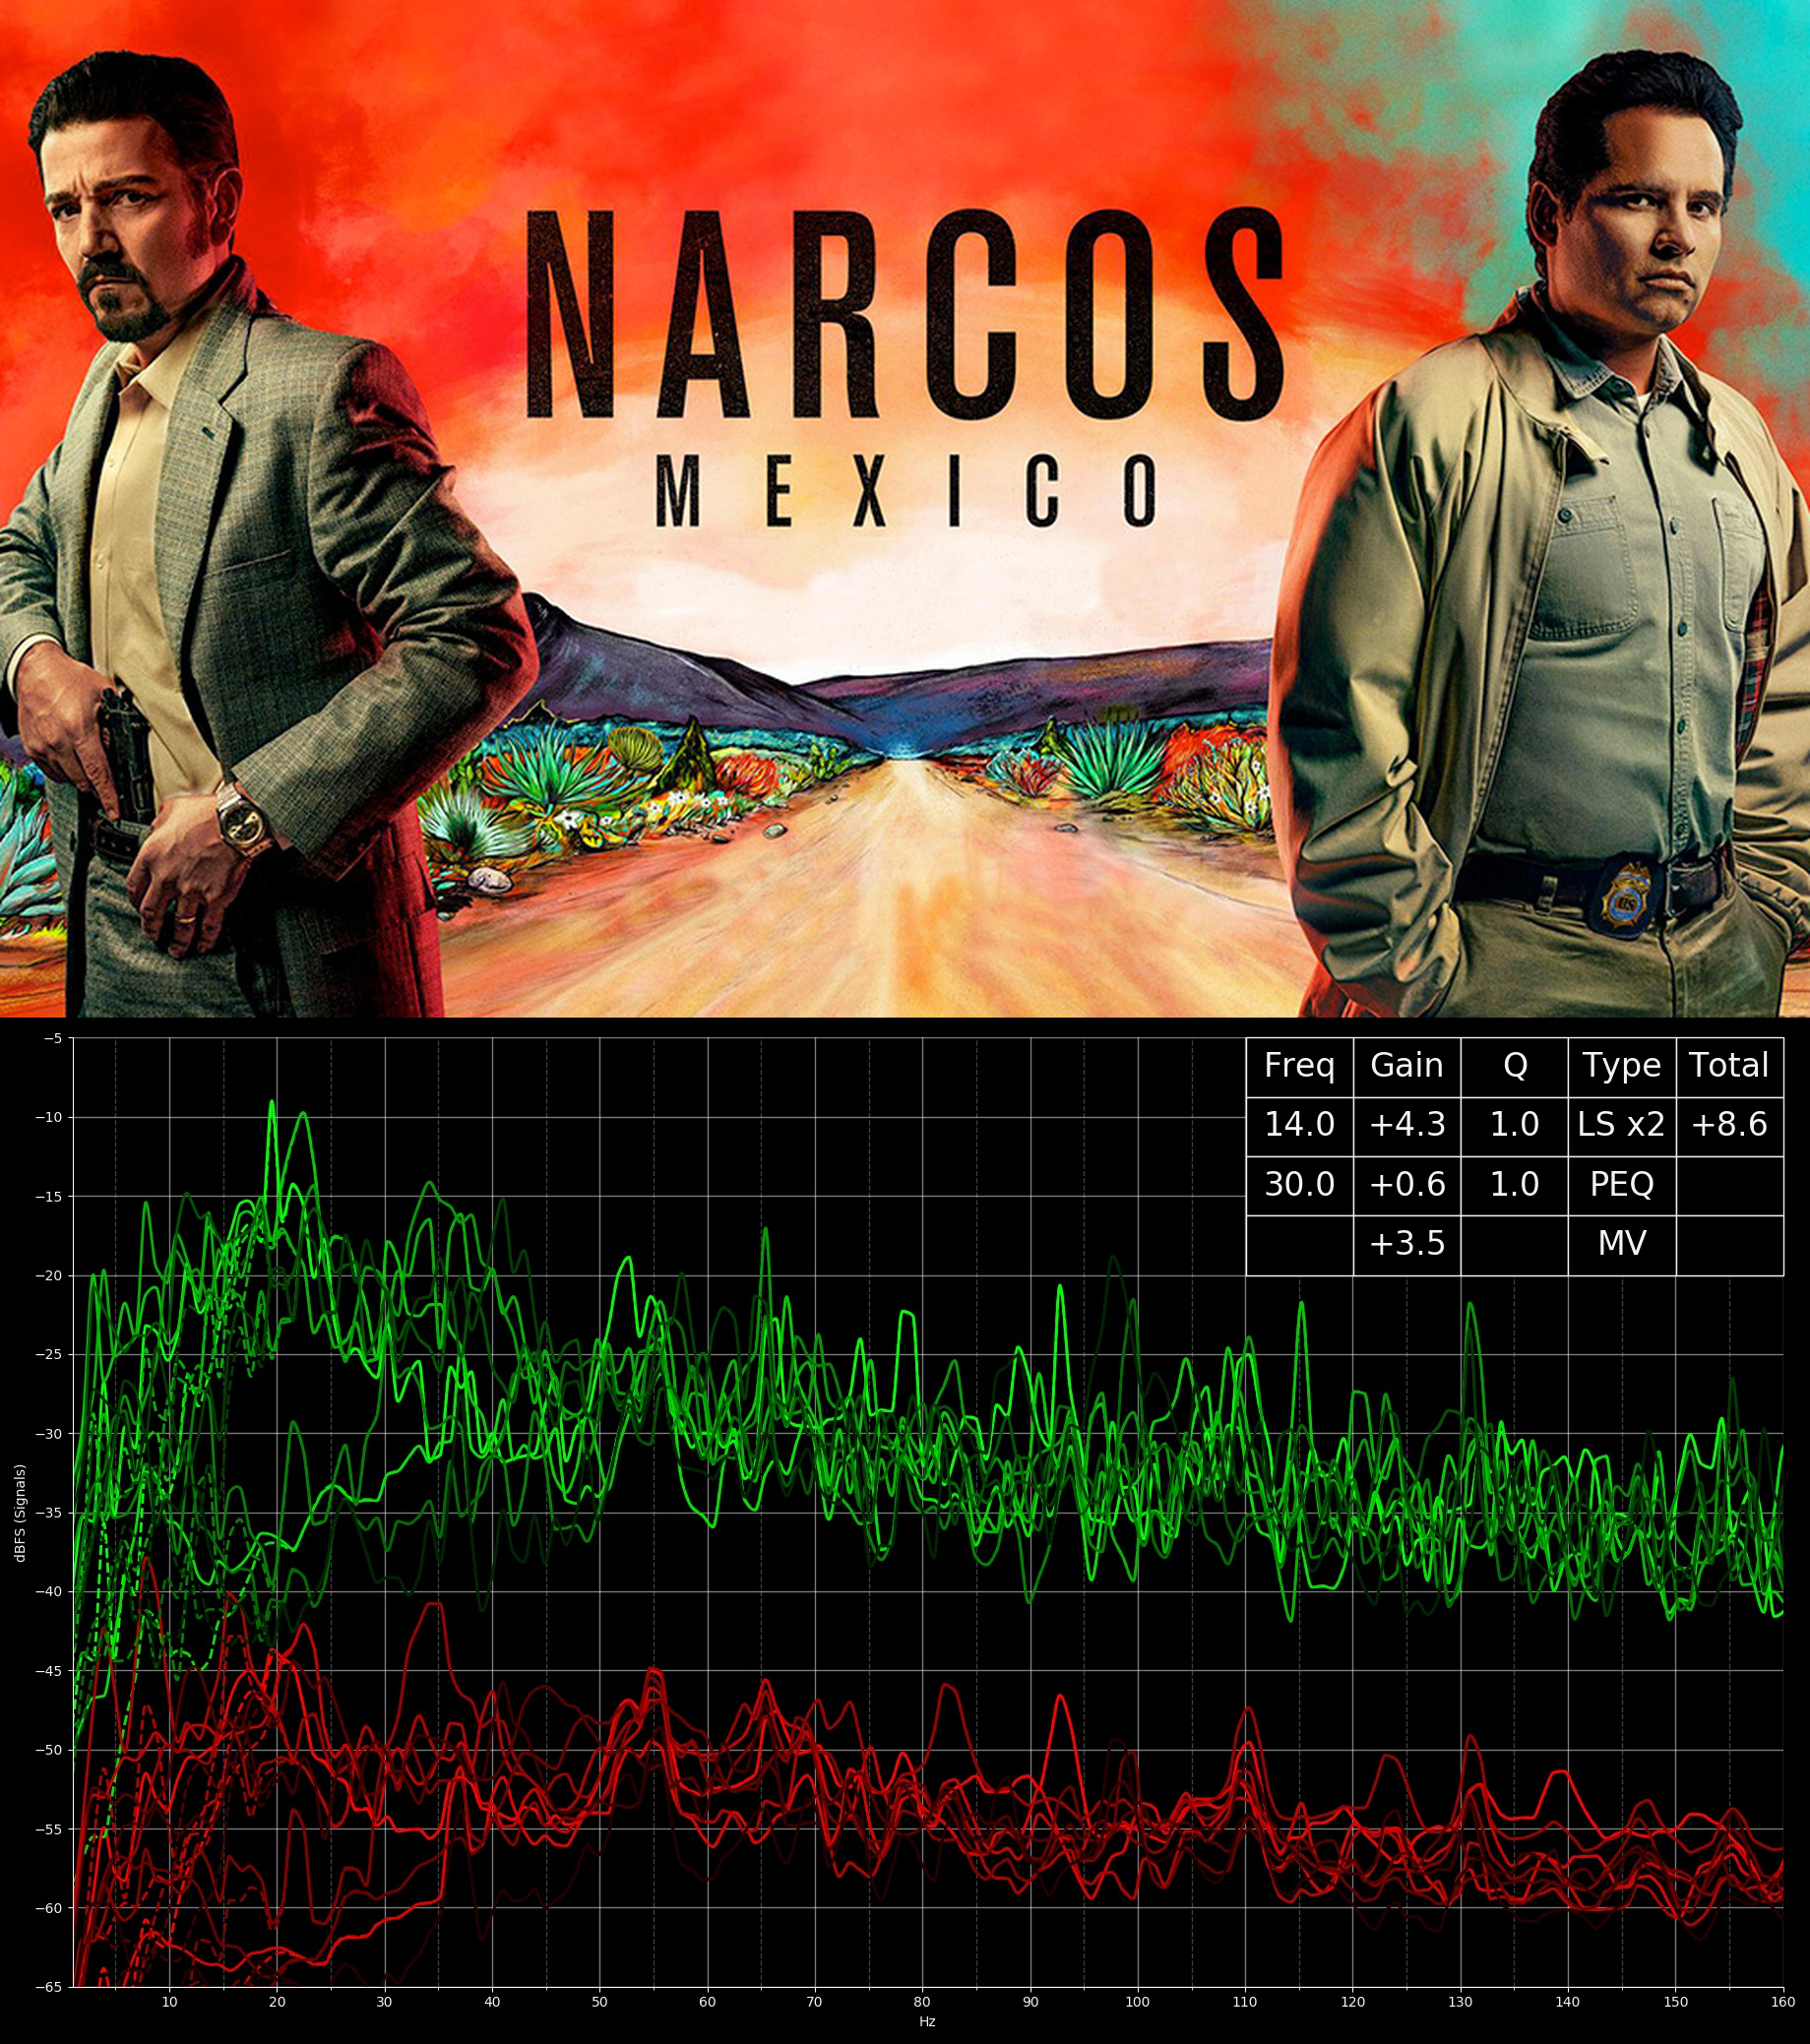 NARCOS
MEXICO
Freq Gain Q Type Total
14.0 +4.3 1.0 LS x2 +8.6
30.0 +0.6 1.0 PEQ
+3.5 MV
−5
−10
−15
−20
−25
−30
−35
−40
−45
−50
−55
−60
−65
dBFS (Signals)
10 20 30 40 50 60 70 80 90 100 110 120 130 140 150 160
Hz